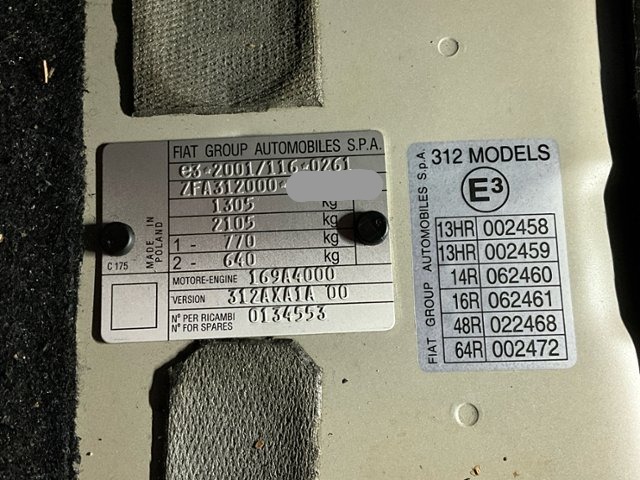 FIAT GROUP AUTOMOBILES S.P.A.
e3*2001/116*0261
ZFA312000
1305 kg
2105 kg
1 - 770 kg
2 - 640 kg
MOTORE-ENGINE 169A4000
VERSION 312AXA1A 00
N° PER RICAMBI
N° FOR SPARES 0134553
MADE IN
POLAND
C 175
FIAT GROUP AUTOMOBILES S.p.A.
312 MODELS
E3
13HR 002458
13HR 002459
14R 062460
16R 062461
48R 022468
64R 002472